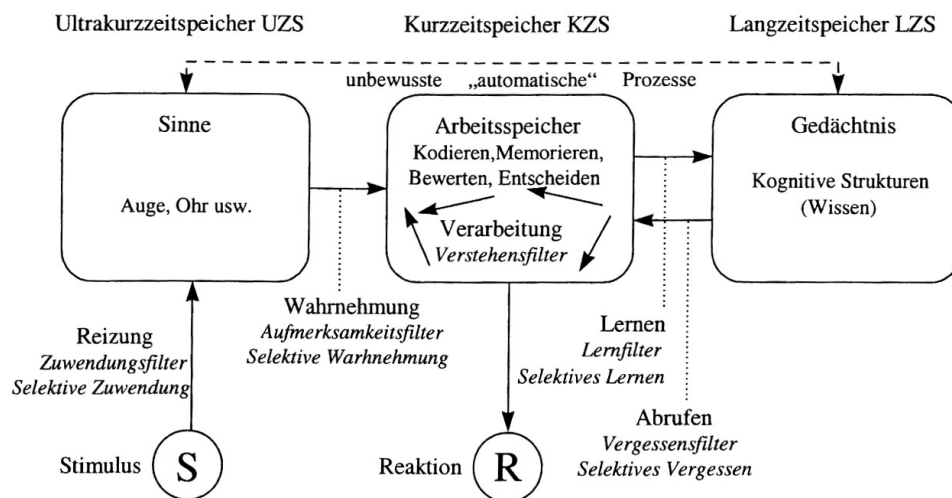 Ultrakurzzeitspeicher UZS
Kurzzeitspeicher KZS
Langzeitspeicher LZS
unbewusste „automatische“ Prozesse
Sinne
Auge, Ohr usw.
Arbeitsspeicher
Kodieren,Memorieren,
Bewerten, Entscheiden
Verarbeitung
Verstehensfilter
Gedächtnis
Kognitive Strukturen
(Wissen)
Reizung
Zuwendungsfilter
Selektive Zuwendung
Wahrnehmung
Aufmerksamkeitsfilter
Selektive Warhnehmung
Lernen
Lernfilter
Selektives Lernen
Abrufen
Vergessensfilter
Selektives Vergessen
Stimulus S
Reaktion R